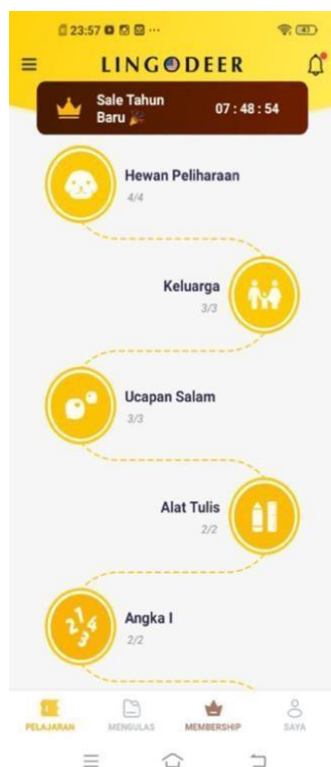 23:57
LINGODEER
Sale Tahun
Baru 🎉
07:48:54
Hewan Peliharaan
4/4
Keluarga
3/3
Ucapan Salam
3/3
Alat Tulis
2/2
Angka I
2/2
PELAJARAN MENGULAS MEMBERSHIP SAYA